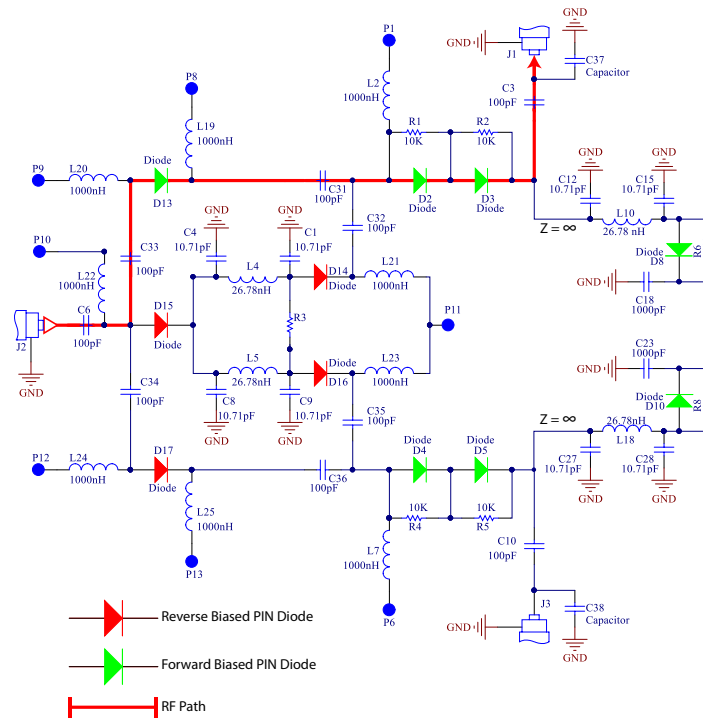 P1
GND
J1
GND
C37
Capacitor
P8
L2
1000nH
C3
100pF
L19
1000nH
R1
10K
R2
10K
P9
L20
1000nH
Diode
D13
C31
100pF
D2
Diode
D3
Diode
GND
C12
10.71pF
GND
C15
10.71pF
P10
GND
C4
10.71pF
GND
C1
10.71pF
C32
100pF
L10
26.78 nH
Z = ∞
Diode
D8
R6
C33
100pF
L22
1000nH
L4
26.78nH
D14
Diode
L21
1000nH
GND
C18
1000pF
C6
100pF
J2
GND
D15
Diode
R3
P11
L5
26.78nH
Diode
D16
L23
1000nH
C23
1000pF
GND
C34
100pF
C8
10.71pF
GND
C9
10.71pF
GND
C35
100pF
Diode
D10
R8
Z = ∞
26.78nH
L18
P12
L24
1000nH
D17
Diode
C36
100pF
Diode
D4
Diode
D5
C27
10.71pF
GND
C28
10.71pF
GND
L25
1000nH
10K
R4
10K
R5
P13
L7
1000nH
C10
100pF
P6
J3
GND
C38
Capacitor
GND
Reverse Biased PIN Diode
Forward Biased PIN Diode
RF Path